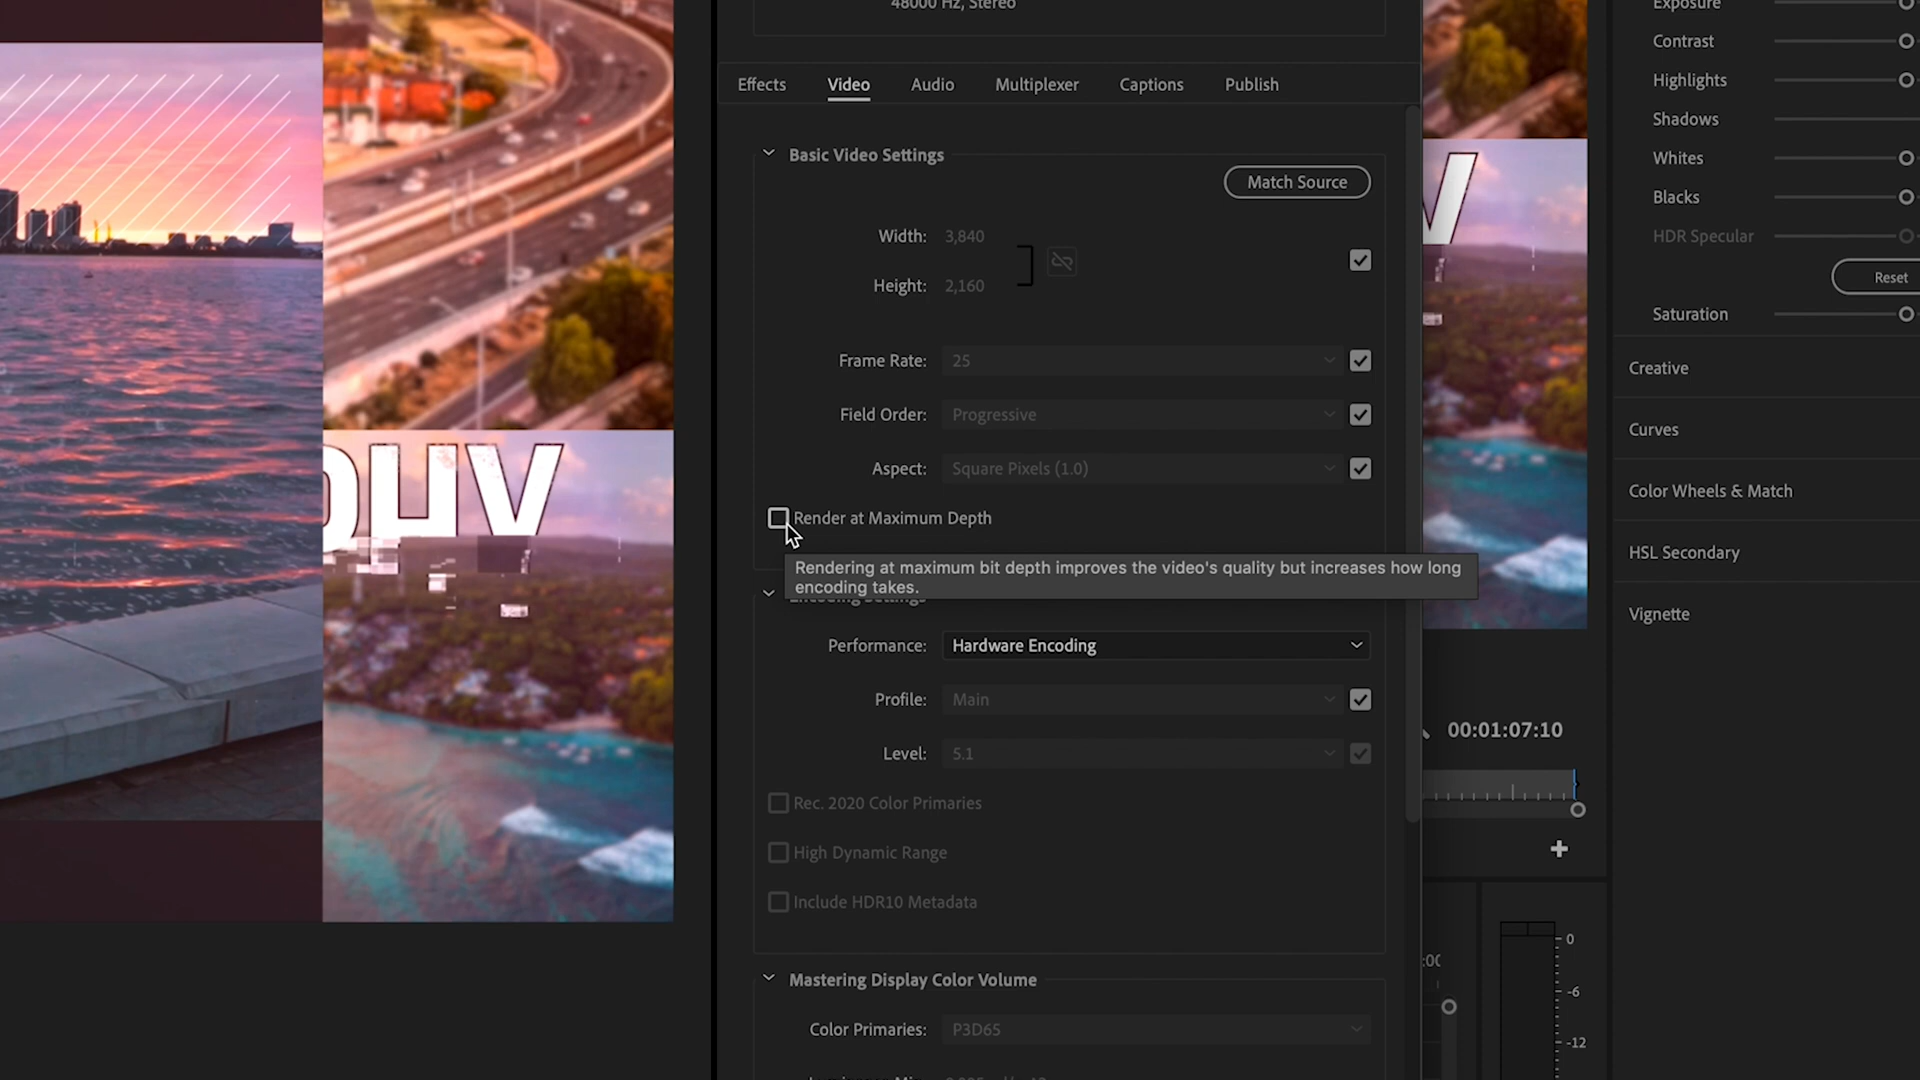 48000 Hz, Stereo
Effects
Video
Audio
Multiplexer
Captions
Publish
Basic Video Settings
Match Source
Width: 3,840
Height: 2,160
Frame Rate: 25
Field Order: Progressive
Aspect: Square Pixels (1.0)
Render at Maximum Depth
Rendering at maximum bit depth improves the video's quality but increases how long
encoding takes.
Encoding Settings
Performance: Hardware Encoding
Profile: Main
Level: 5.1
Rec. 2020 Color Primaries
High Dynamic Range
Include HDR10 Metadata
Mastering Display Color Volume
Color Primaries: P3D65
Exposure
Contrast
Highlights
Shadows
Whites
Blacks
HDR Specular
Reset
Saturation
Creative
Curves
Color Wheels & Match
HSL Secondary
Vignette
00:01:07:10
0
-6
-12